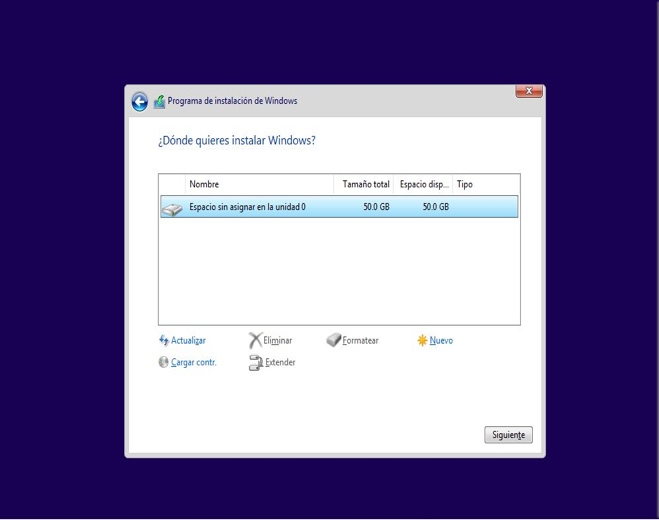 Programa de instalación de Windows
¿Dónde quieres instalar Windows?
Nombre Tamaño total Espacio disp... Tipo
Espacio sin asignar en la unidad 0 50.0 GB 50.0 GB
Actualizar Eliminar Formatear Nuevo
Cargar contr. Extender
Siguiente